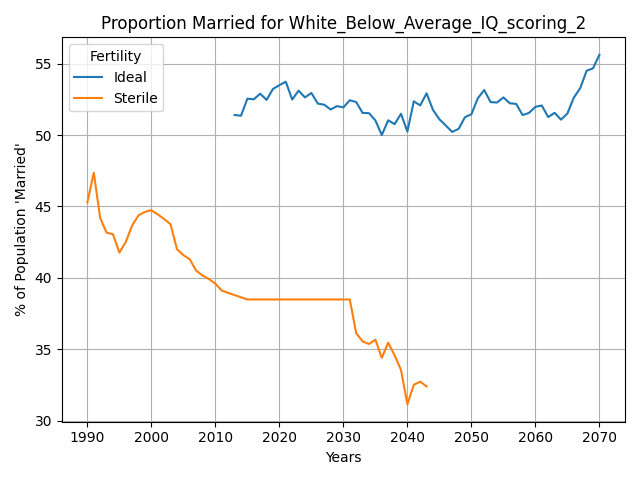 Proportion Married for White_Below_Average_IQ_scoring_2
Fertility
Ideal
Sterile
% of Population 'Married'
55
50
45
40
35
30
1990 2000 2010 2020 2030 2040 2050 2060 2070
Years